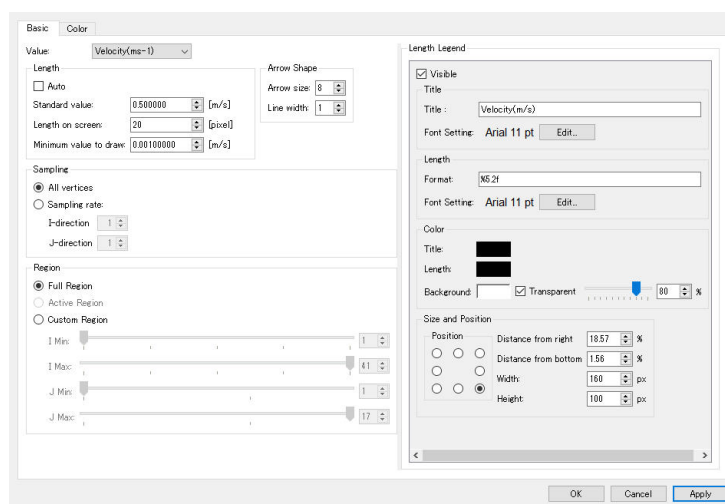 Basic Color
Value: Velocity(ms-1)
Length
Auto
Standard value: 0.500000 [m/s]
Length on screen: 20 [pixel]
Minimum value to draw: 0.00100000 [m/s]
Arrow Shape
Arrow size: 8
Line width: 1
Sampling
All vertices
Sampling rate:
I-direction 1
J-direction 1
Region
Full Region
Active Region
Custom Region
I Min: 1
I Max: 41
J Min: 1
J Max: 17
Length Legend
Visible
Title
Title : Velocity(m/s)
Font Setting: Arial 11 pt Edit..
Length
Format: %5.2f
Font Setting: Arial 11 pt Edit..
Color
Title:
Length:
Background: Transparent 80 %
Size and Position
Position
Distance from right 18.57 %
Distance from bottom 1.56 %
Width: 160 px
Height: 100 px
OK Cancel Apply